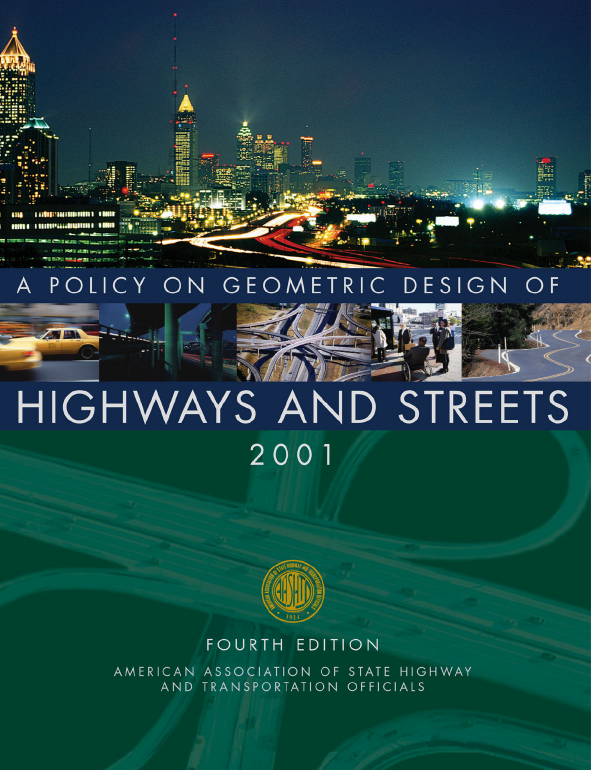 A POLICY ON GEOMETRIC DESIGN OF
HIGHWAYS AND STREETS
2001
FOURTH EDITION
AMERICAN ASSOCIATION OF STATE HIGHWAY
AND TRANSPORTATION OFFICIALS